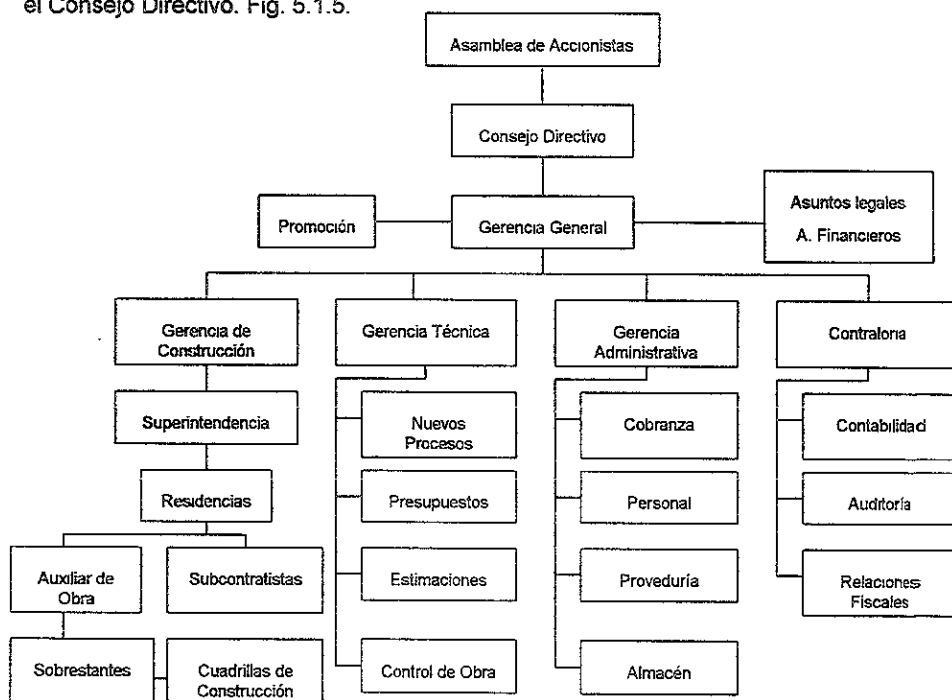 el Consejo Directivo. Fig. 5.1.5.
Asamblea de Accionistas
Consejo Directivo
Promoción
Gerencia General
Asuntos legales
A. Financieros
Gerencia de
Construcción
Gerencia Técnica
Gerencia
Administrativa
Contraloria
Superintendencia
Nuevos
Procesos
Cobranza
Contabilidad
Residencias
Presupuestos
Personal
Auditoría
Auxiliar de
Obra
Subcontratistas
Estimaciones
Proveduría
Relaciones
Fiscales
Sobrestantes
Cuadrillas de
Construcción
Control de Obra
Almacén